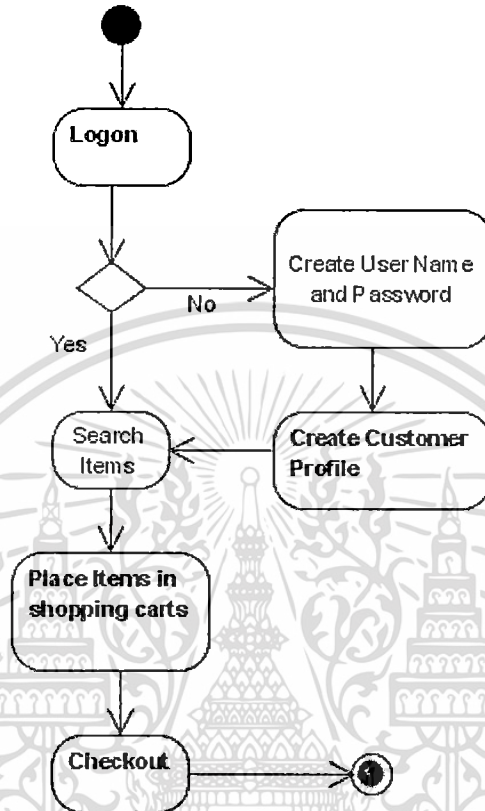 Logon
Create User Name
and Password
No
Yes
Search
Items
Create Customer
Profile
Place Items in
shopping carts
Checkout